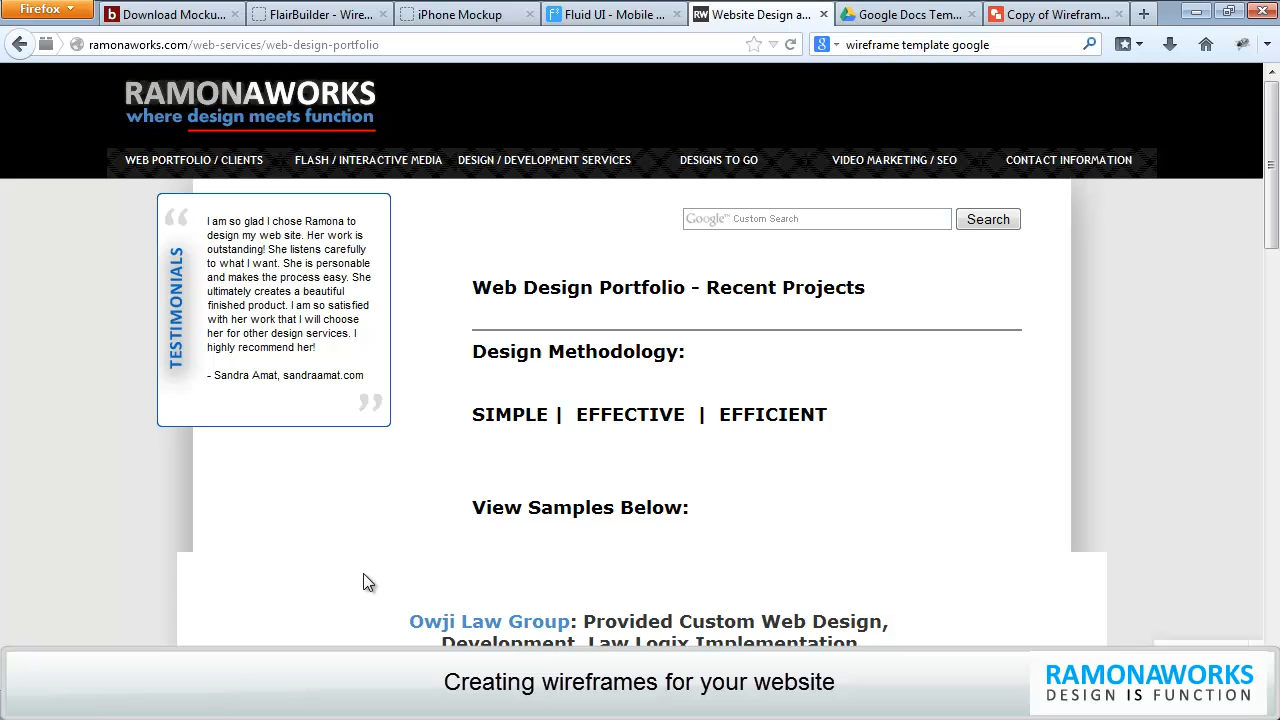 Firefox
Download Mocku...
FlairBuilder - Wire...
iPhone Mockup
Fluid UI - Mobile ...
RW Website Design a...
Google Docs Tem...
Copy of Wirefram...
ramonaworks.com/web-services/web-design-portfolio
wireframe template google
RAMONAWORKS
where design meets function
WEB PORTFOLIO / CLIENTS
FLASH / INTERACTIVE MEDIA
DESIGN / DEVELOPMENT SERVICES
DESIGNS TO GO
VIDEO MARKETING / SEO
CONTACT INFORMATION
TESTIMONIALS
“
I am so glad I chose Ramona to
design my web site. Her work is
outstanding! She listens carefully
to what I want. She is personable
and makes the process easy. She
ultimately creates a beautiful
finished product. I am so satisfied
with her work that I will choose
her for other design services. I
highly recommend her!
- Sandra Amat, sandraamat.com
”
Google™ Custom Search
Search
Web Design Portfolio - Recent Projects
Design Methodology:
SIMPLE | EFFECTIVE | EFFICIENT
View Samples Below:
Owji Law Group: Provided Custom Web Design,
Development, Law Logix Implementation
Creating wireframes for your website
RAMONAWORKS
DESIGN IS FUNCTION